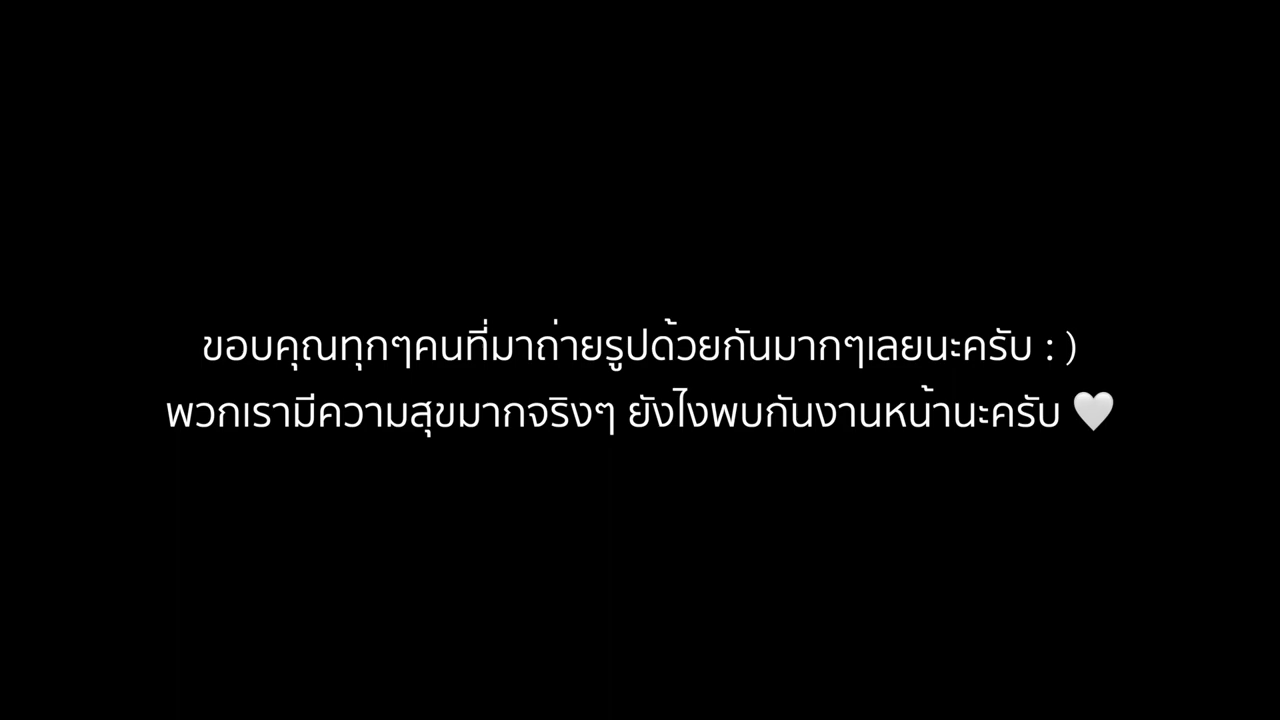 ขอบคุณทุกๆคนที่มาถ่ายรูปด้วยกันมากๆเลยนะครับ : )
พวกเรามีความสุขมากจริงๆ ยังไงพบกันงานหน้านะครับ 🤍